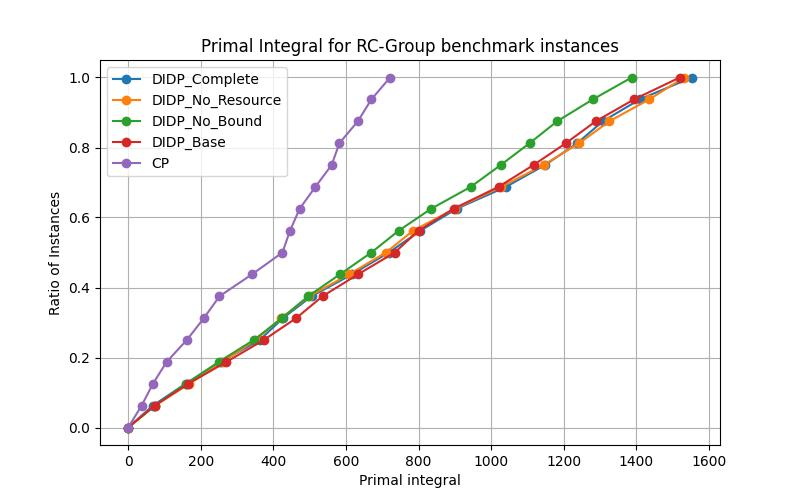 Primal Integral for RC-Group benchmark instances
DIDP_Complete
DIDP_No_Resource
DIDP_No_Bound
DIDP_Base
CP
Ratio of Instances
1.0
0.8
0.6
0.4
0.2
0.0
0 200 400 600 800 1000 1200 1400 1600
Primal integral